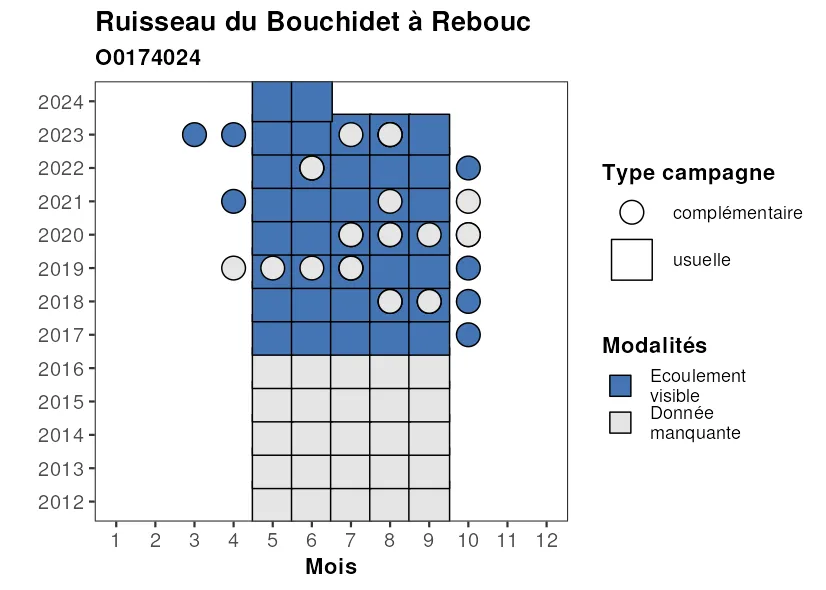 Ruisseau du Bouchidet à Rebouc
O0174024
2024
2023
2022
2021
2020
2019
2018
2017
2016
2015
2014
2013
2012
1 2 3 4 5 6 7 8 9 10 11 12
Mois
Type campagne
complémentaire
usuelle
Modalités
Ecoulement
visible
Donnée
manquante